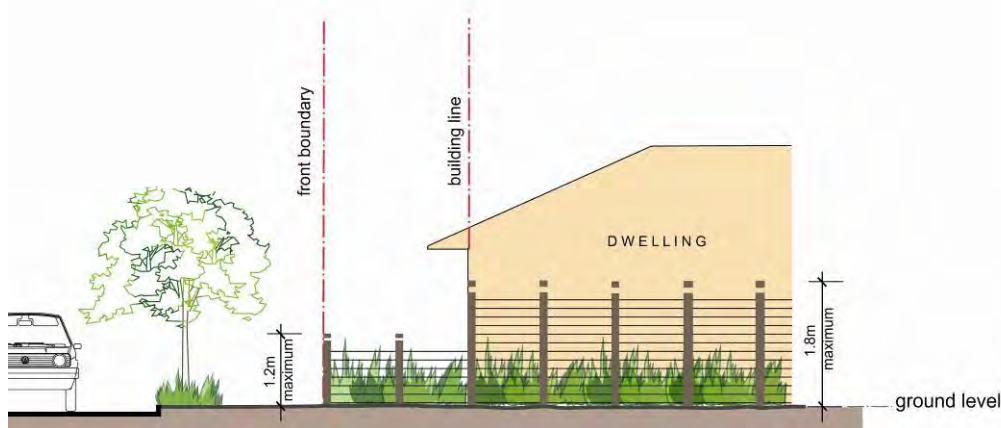 front boundary
building line
DWELLING
1.2m
maximum
1.8m
maximum
ground level